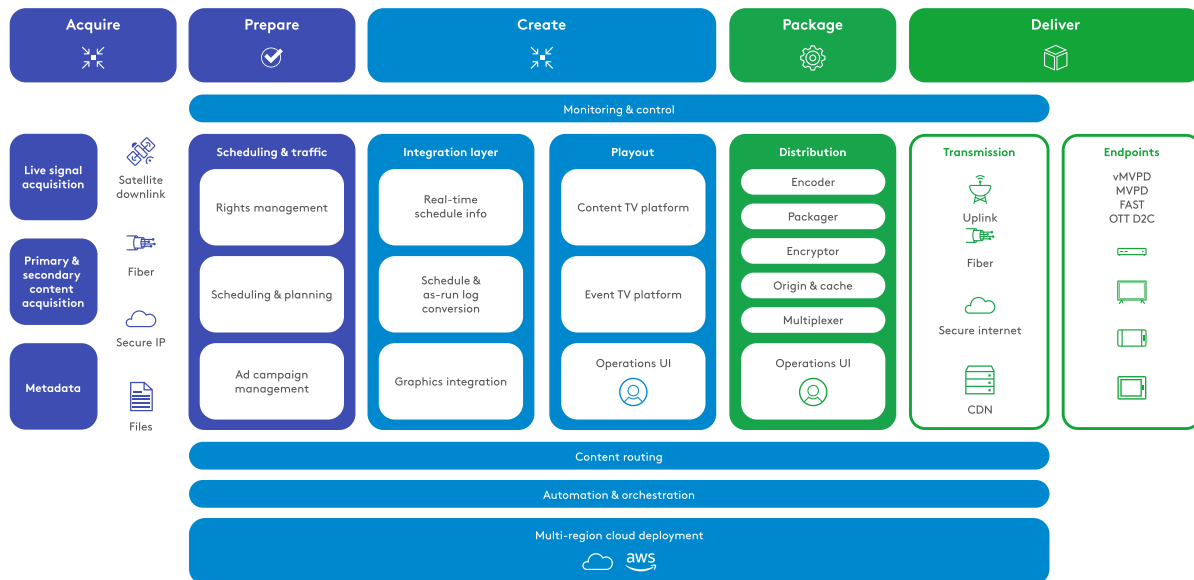 Acquire
Prepare
Create
Package
Deliver
Monitoring & control
Live signal
acquisition
Primary &
secondary
content
acquisition
Metadata
Satellite
downlink
Fiber
Secure IP
Files
Scheduling & traffic
Rights management
Scheduling & planning
Ad campaign
management
Integration layer
Real-time
schedule info
Schedule &
as-run log
conversion
Graphics integration
Playout
Content TV platform
Event TV platform
Operations UI
Distribution
Encoder
Packager
Encryptor
Origin & cache
Multiplexer
Operations UI
Transmission
Uplink
Fiber
Secure internet
CDN
Endpoints
vMVPD
MVPD
FAST
OTT D2C
Content routing
Automation & orchestration
Multi-region cloud deployment
aws